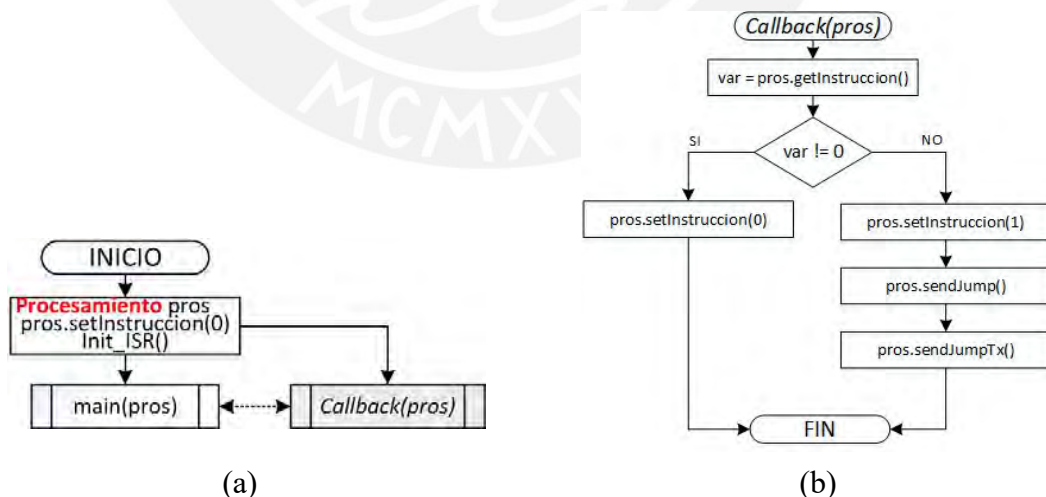 MCMXV
INICIO
Procesamiento pros
pros.setInstruccion(0)
Init_ISR()
main(pros)
Callback(pros)
(a)
Callback(pros)
var = pros.getInstruccion()
SI
var != 0
NO
pros.setInstruccion(0)
pros.setInstruccion(1)
pros.sendJump()
pros.sendJumpTx()
FIN
(b)